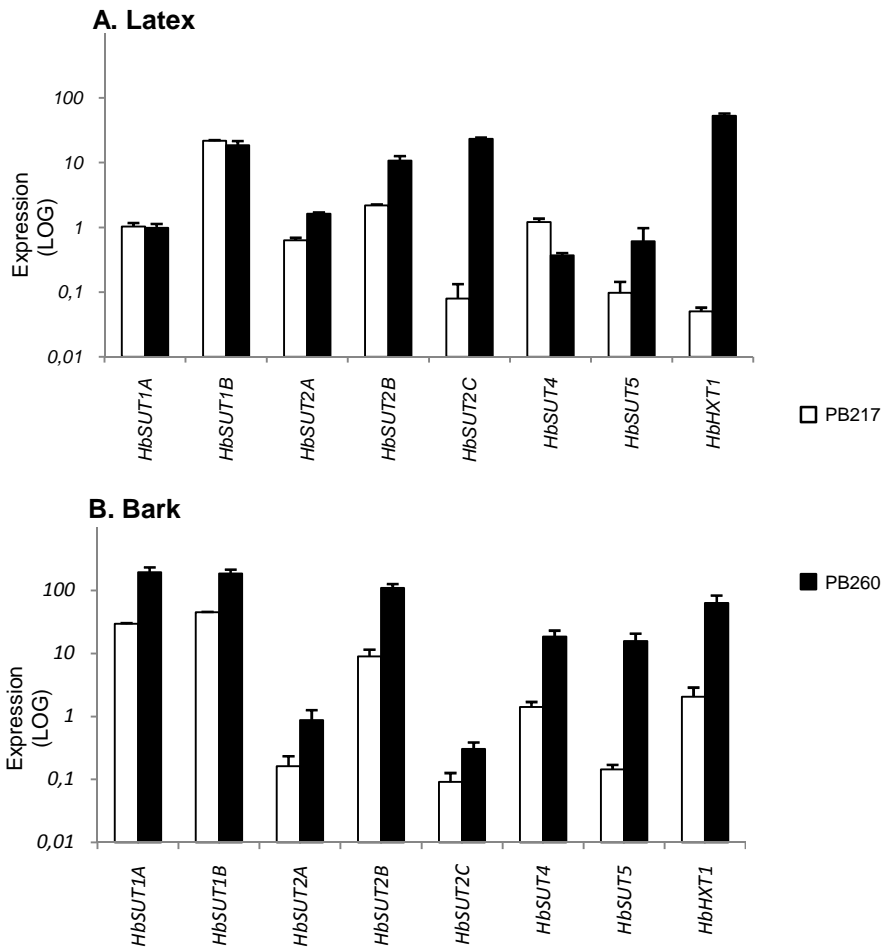 A. Latex
100
10
1
0,1
0,01
Expression
(LOG)
HbSUT1A
HbSUT1B
HbSUT2A
HbSUT2B
HbSUT2C
HbSUT4
HbSUT5
HbHXT1
PB217
B. Bark
100
10
1
0,1
0,01
Expression
(LOG)
HbSUT1A
HbSUT1B
HbSUT2A
HbSUT2B
HbSUT2C
HbSUT4
HbSUT5
HbHXT1
PB260